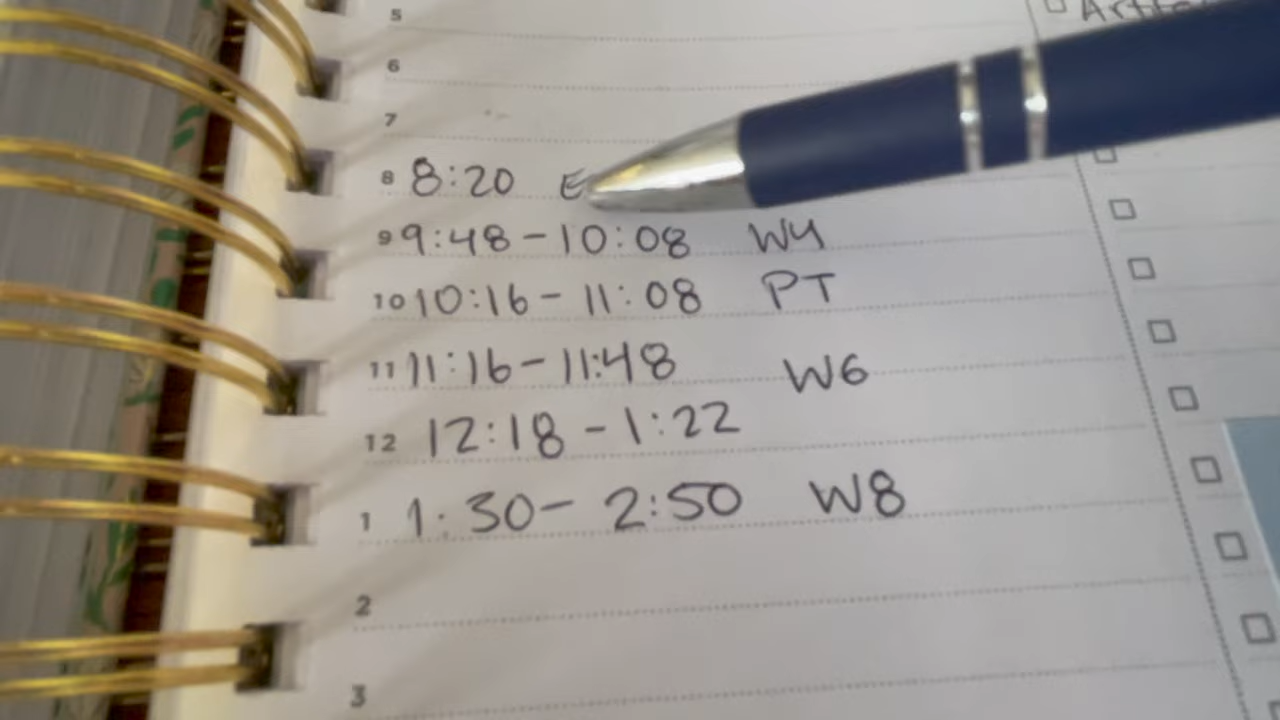 5
6
7
8 8:20 E
9 9:48-10:08 W4
10 10:16-11:08 PT
11 11:16-11:48 W6
12 12:18-1:22
1 1:30-2:50 W8
2
3